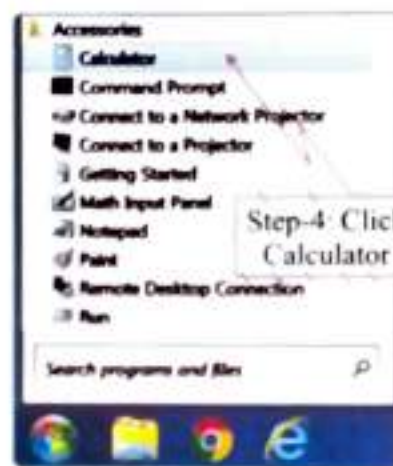 Accessories
Calculator
Command Prompt
Connect to a Network Projector
Connect to a Projector
Getting Started
Math Input Panel
Notepad
Paint
Remote Desktop Connection
Run
Step-4: Click
Calculator
Search programs and files